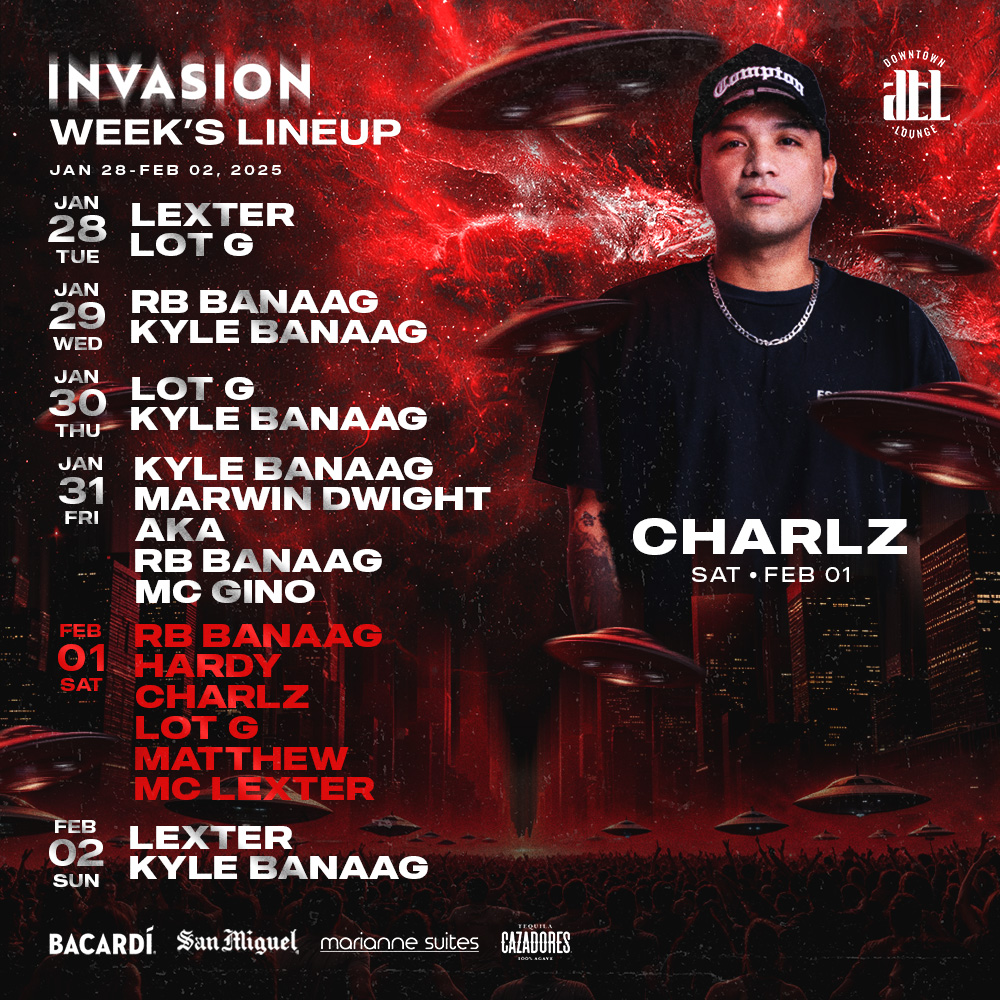 INVASION
WEEK'S LINEUP
JAN 28-FEB 02, 2025
JAN
28
TUE
LEXTER
LOT G
JAN
29
WED
RB BANAAG
KYLE BANAAG
JAN
30
THU
LOT G
KYLE BANAAG
JAN
31
FRI
KYLE BANAAG
MARWIN DWIGHT
AKA
RB BANAAG
MC GINO
FEB
01
SAT
RB BANAAG
HARDY
CHARLZ
LOT G
MATTHEW
MC LEXTER
FEB
02
SUN
LEXTER
KYLE BANAAG
DOWNTOWN
LOUNGE
Compton
CHARLZ
SAT • FEB 01
BACARDÍ
San Miguel
marianne suites
TEQUILA
CAZADORES
100% AGAVE